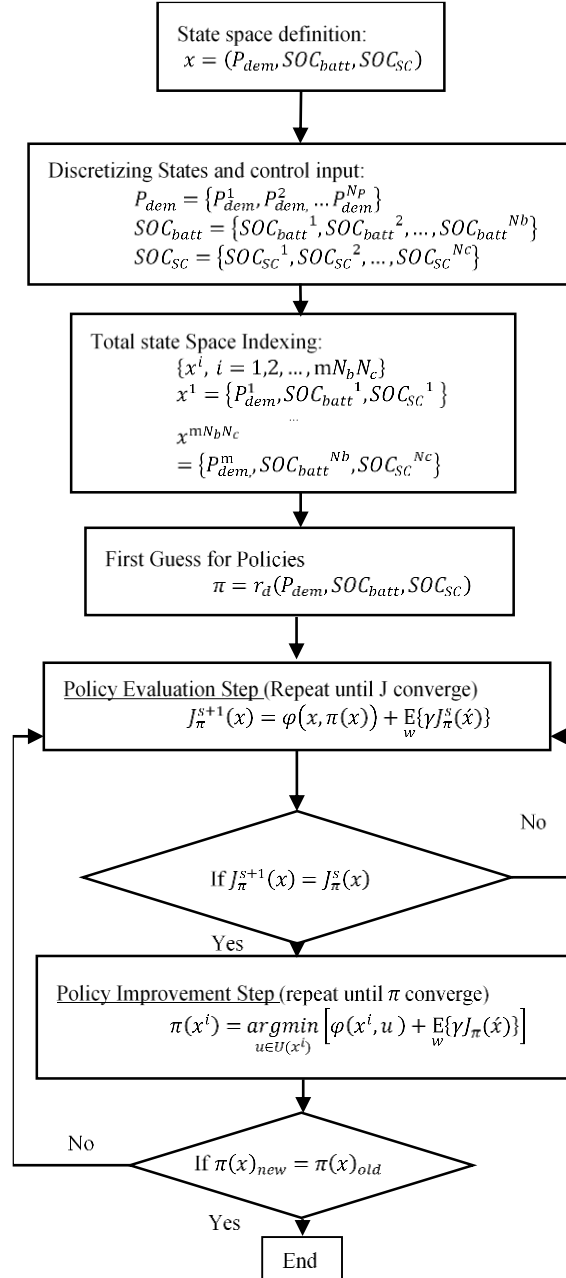 State space definition:
x = (P_dem, SOC_batt, SOC_SC)
Discretizing States and control input:
P_dem = {P_dem^1, P_dem,^2 … P_dem^{N_P}}
SOC_batt = {SOC_batt^1, SOC_batt^2, …, SOC_batt^{Nb}}
SOC_SC = {SOC_SC^1, SOC_SC^2, …, SOC_SC^{Nc}}
Total state Space Indexing:
{x^i, i = 1,2, …, mN_bN_c}
x^1 = {P_dem^1, SOC_batt^1, SOC_SC^1 }
…
x^{mN_bN_c}
= {P_dem,^m, SOC_batt^{Nb}, SOC_SC^{Nc}}
First Guess for Policies
π = r_d(P_dem, SOC_batt, SOC_SC)
Policy Evaluation Step (Repeat until J converge)
J_π^{s+1}(x) = φ(x, π(x)) + E_w{γJ_π^s(x́)}
No
If J_π^{s+1}(x) = J_π^s(x)
Yes
Policy Improvement Step (repeat until π converge)
π(x^i) = argmin_{u∈U(x^i)} [φ(x^i, u ) + E_w{γJ_π(x́)}]
No
If π(x)_new = π(x)_old
Yes
End